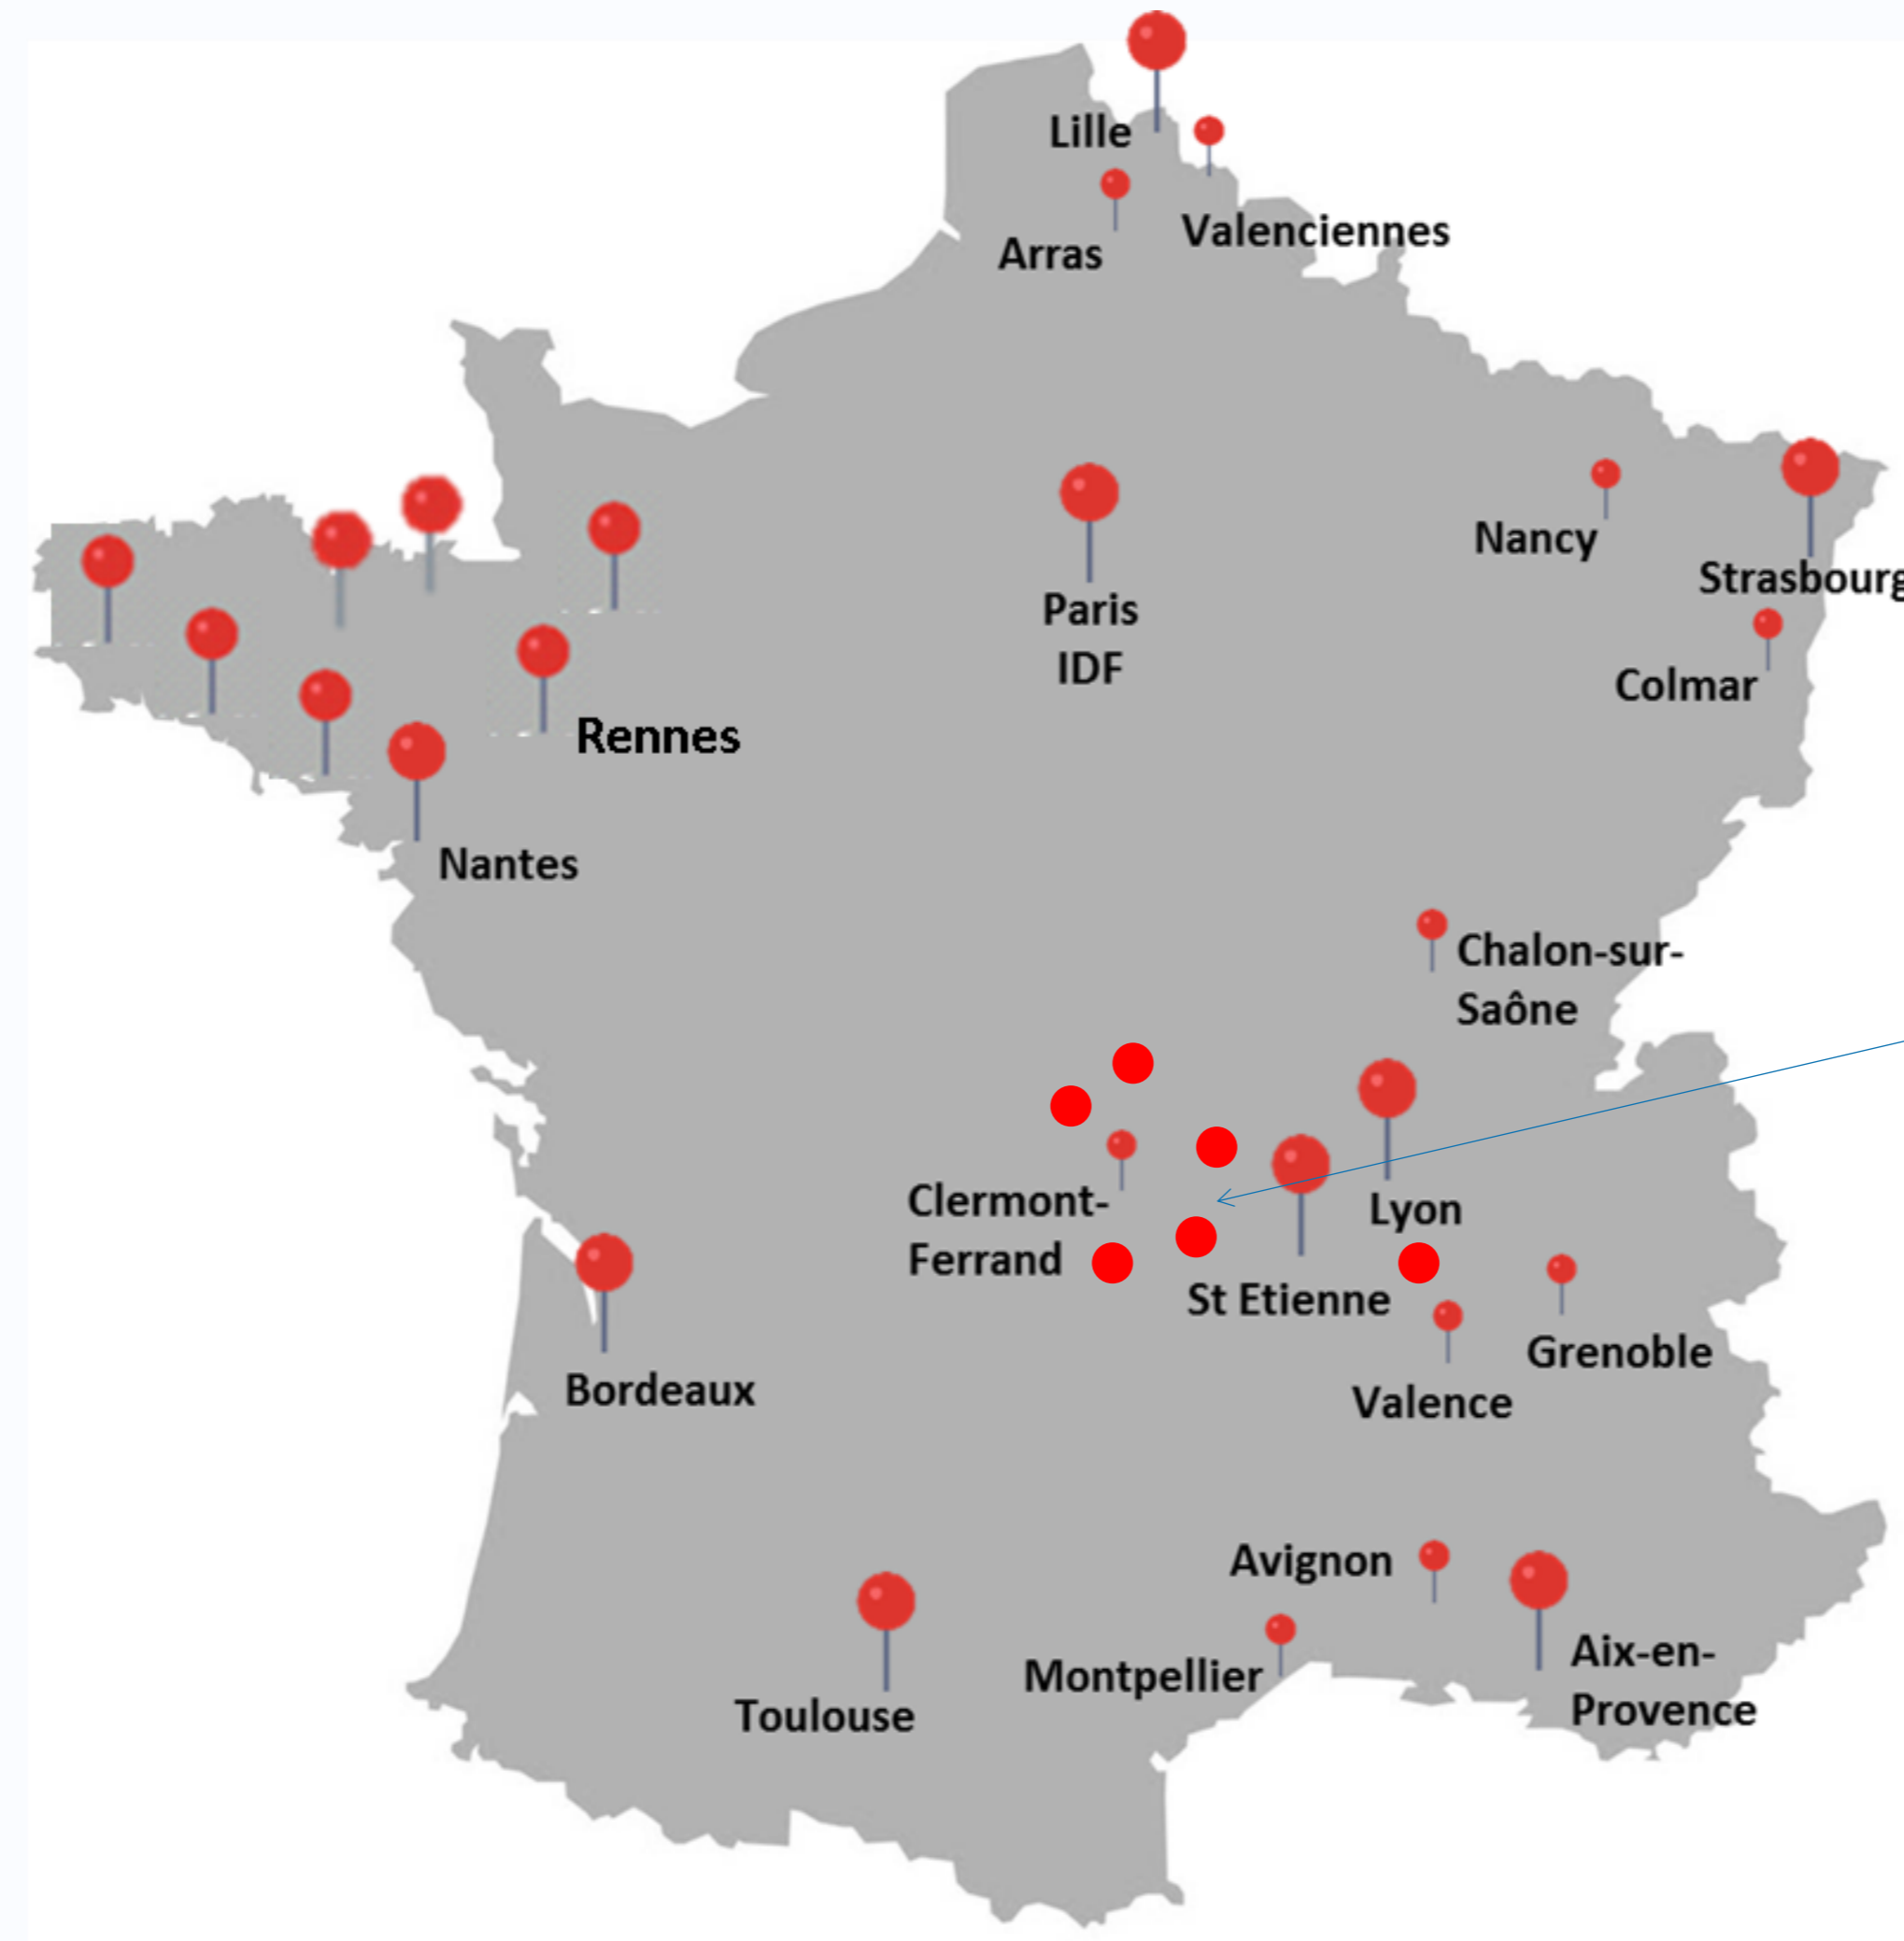 Lille
Valenciennes
Arras
Nancy
Strasbourg
Paris
IDF
Colmar
Rennes
Nantes
Chalon-sur-
Saône
Clermont-
Ferrand
Lyon
St Etienne
Grenoble
Bordeaux
Valence
Avignon
Aix-en-
Provence
Montpellier
Toulouse